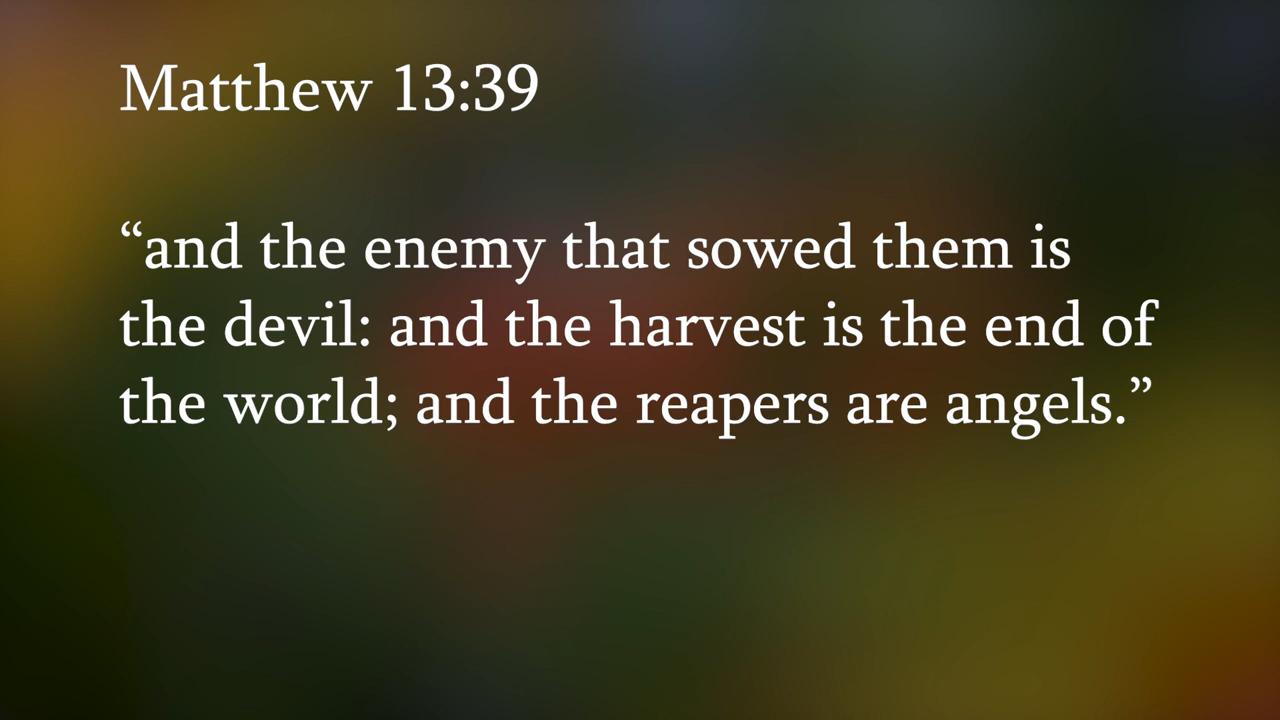 Matthew 13:39
“and the enemy that sowed them is
the devil: and the harvest is the end of
the world; and the reapers are angels.”